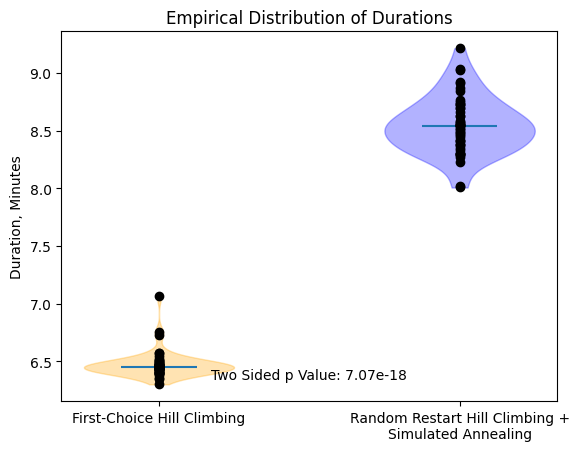 Empirical Distribution of Durations
Duration, Minutes
9.0
8.5
8.0
7.5
7.0
6.5
Two Sided p Value: 7.07e-18
First-Choice Hill Climbing
Random Restart Hill Climbing +
Simulated Annealing